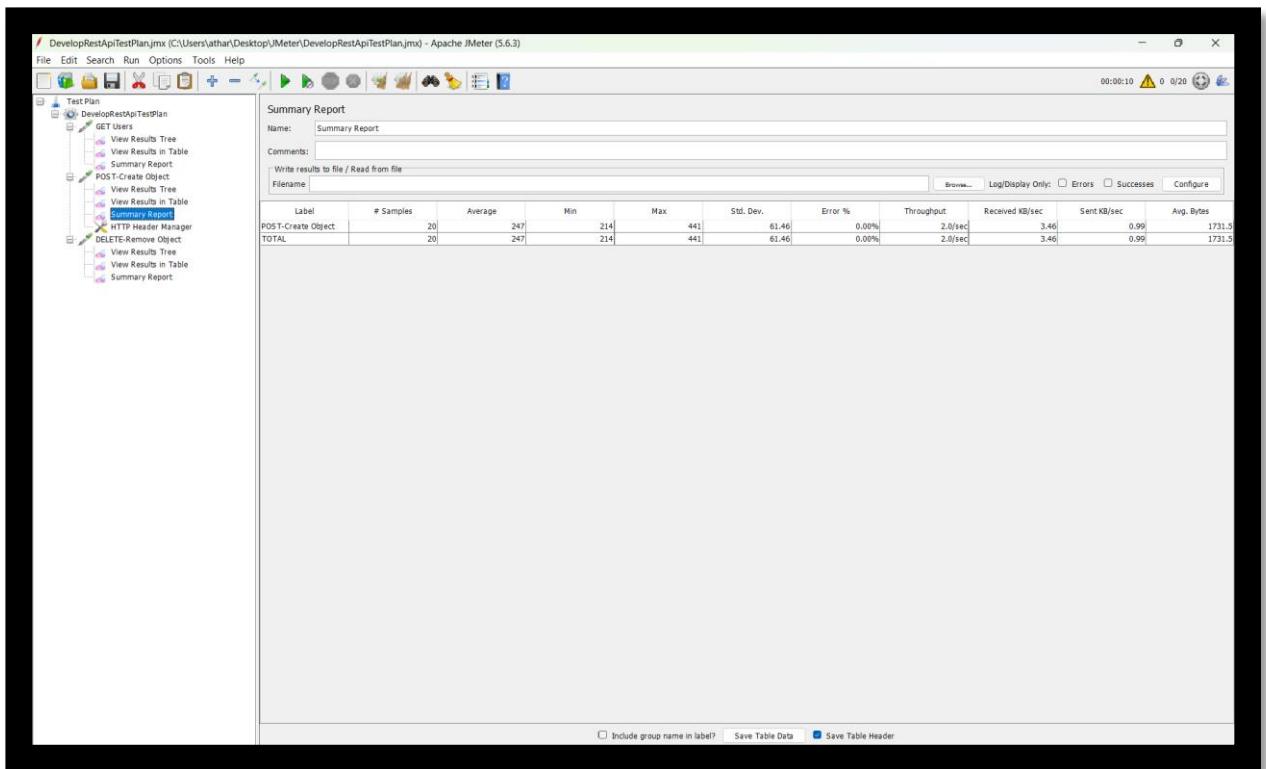 DevelopRestApiTestPlan.jmx (C:\Users\athar\Desktop\JMeter\DevelopRestApiTestPlan.jmx) - Apache JMeter (5.6.3)
File Edit Search Run Options Tools Help
00:00:10 0 0/20
Test Plan
DevelopRestApiTestPlan
GET Users
View Results Tree
View Results in Table
Summary Report
POST-Create Object
View Results Tree
View Results in Table
Summary Report
HTTP Header Manager
DELETE-Remove Object
View Results Tree
View Results in Table
Summary Report
Summary Report
Name: Summary Report
Comments:
Write results to file / Read from file
Filename Browse... Log/Display Only: Errors Successes Configure
Label # Samples Average Min Max Std. Dev. Error % Throughput Received KB/sec Sent KB/sec Avg. Bytes
POST-Create Object 20 247 214 441 61.46 0.00% 2.0/sec 3.46 0.99 1731.5
TOTAL 20 247 214 441 61.46 0.00% 2.0/sec 3.46 0.99 1731.5
Include group name in label? Save Table Data Save Table Header